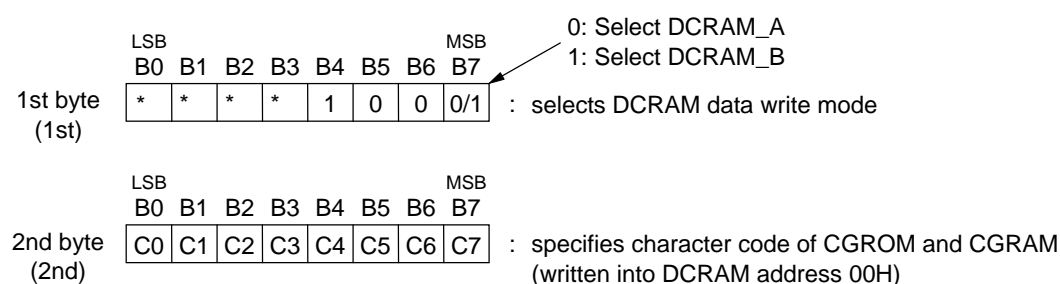 0: Select DCRAM_A
1: Select DCRAM_B
LSB MSB
B0 B1 B2 B3 B4 B5 B6 B7
1st byte * * * * 1 0 0 0/1 : selects DCRAM data write mode
(1st)
LSB MSB
B0 B1 B2 B3 B4 B5 B6 B7
2nd byte C0 C1 C2 C3 C4 C5 C6 C7 : specifies character code of CGROM and CGRAM
(2nd) (written into DCRAM address 00H)